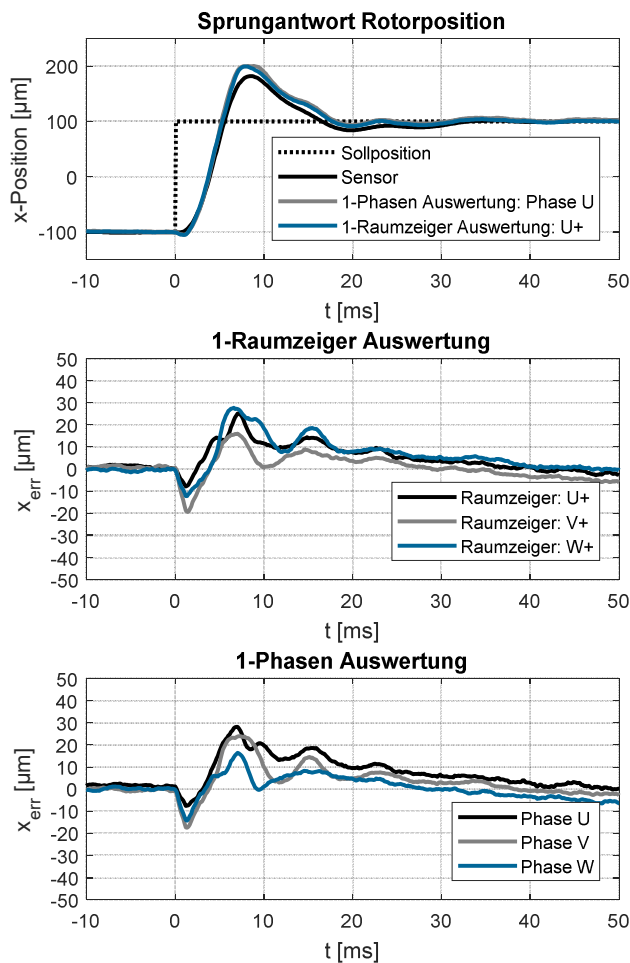 Sprungantwort Rotorposition
x-Position [µm]
200
100
0
-100
Sollposition
Sensor
1-Phasen Auswertung: Phase U
1-Raumzeiger Auswertung: U+
-10 0 10 20 30 40 50
t [ms]
1-Raumzeiger Auswertung
x_err [µm]
50
40
30
20
10
0
-10
-20
-30
-40
-50
Raumzeiger: U+
Raumzeiger: V+
Raumzeiger: W+
-10 0 10 20 30 40 50
t [ms]
1-Phasen Auswertung
x_err [µm]
50
40
30
20
10
0
-10
-20
-30
-40
-50
Phase U
Phase V
Phase W
-10 0 10 20 30 40 50
t [ms]